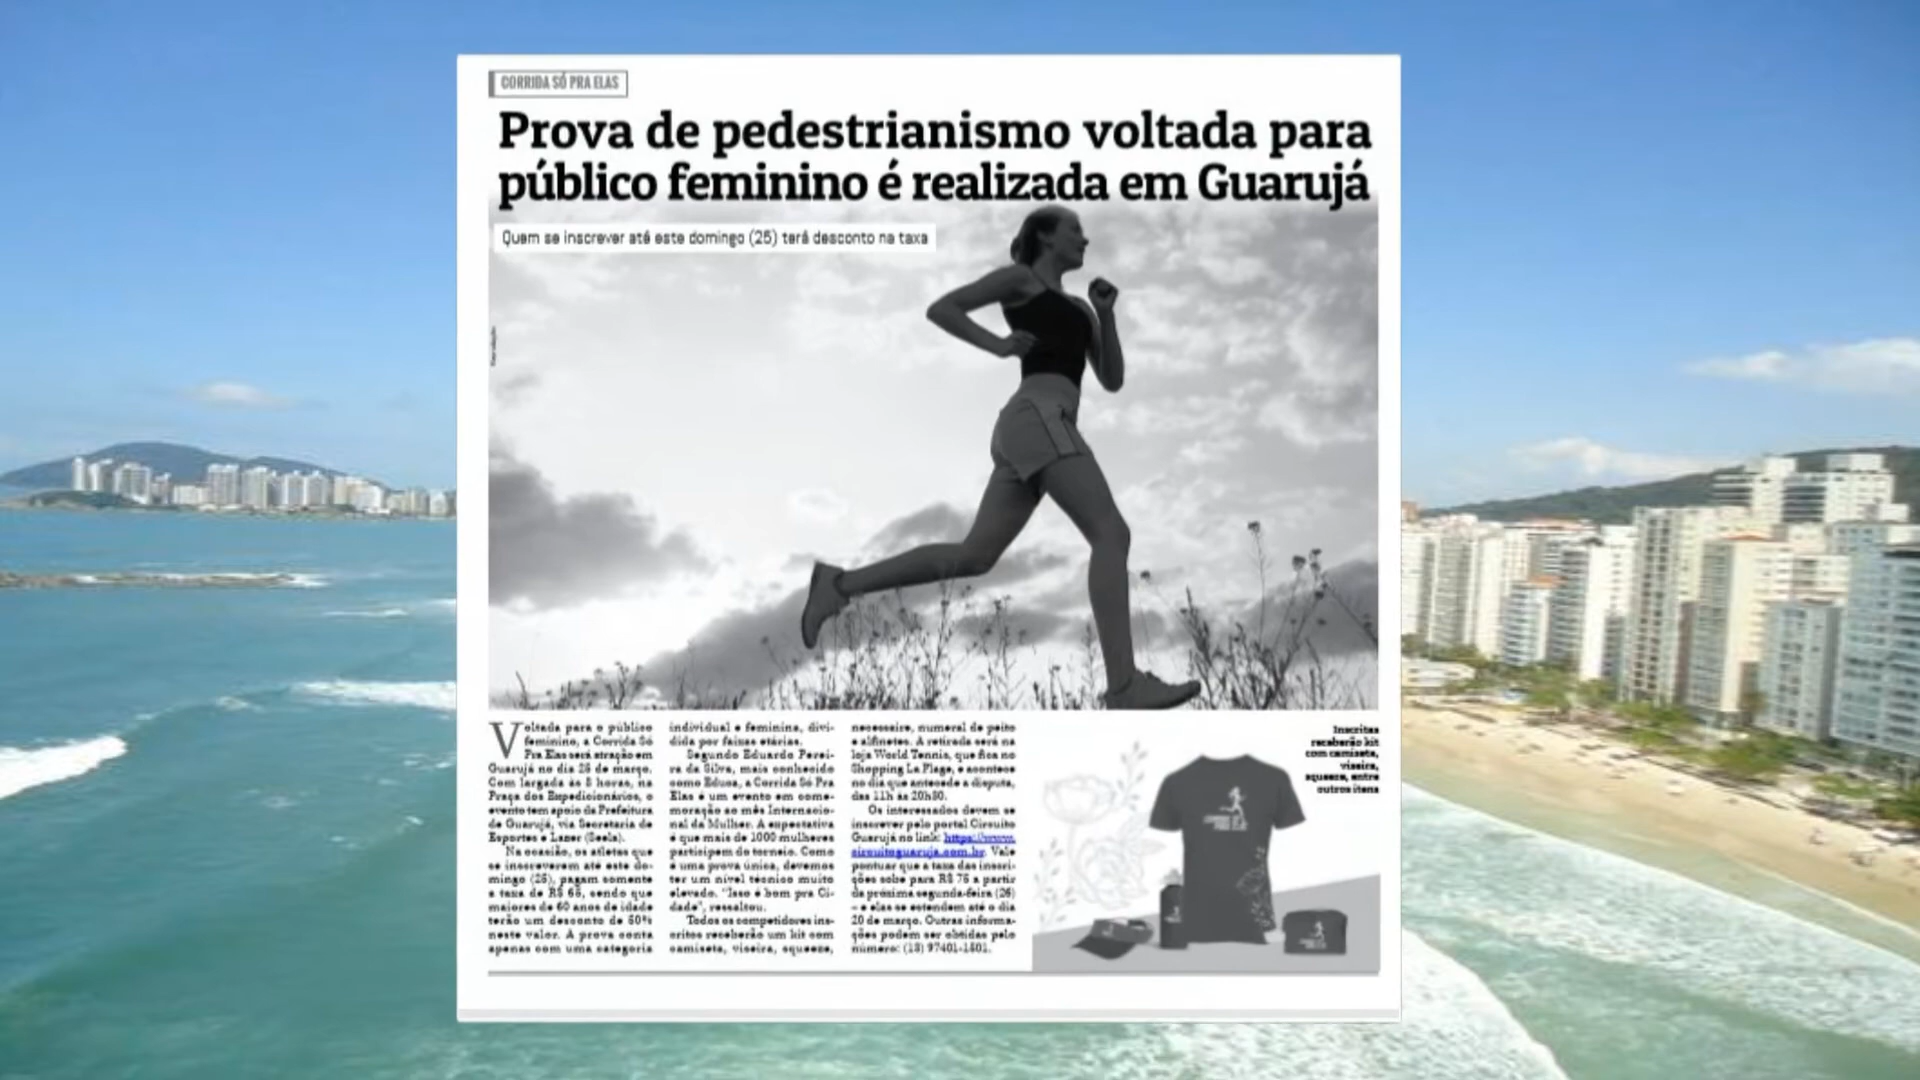 CORRIDA SÓ PRA ELAS
Prova de pedestrianismo voltada para
público feminino é realizada em Guarujá
Quem se inscrever até este domingo (25) terá desconto na taxa
Voltada para o público
feminino, a Corrida Só
Pra Elas será atração em
Guarujá no dia de março.
Com largada às 8 horas, na
Praça dos Expedicionários, o
evento tem apoio da Prefeitura
de Guarujá, via Secretaria de
Esportes e Lazer (Seela).
Na ocasião, os atletas que
se inscreverem até este do-
mingo (25), pagam somente
a taxa de R$ 65, sendo que
maiores de 60 anos de idade
terão um desconto de 50%
neste valor. A prova conta
apenas com uma categoria
individual e feminina, divi-
dida por faixas etárias.
Segundo Eduardo Perei-
ra da Silva, mais conhecido
como Eduoa, a Corrida Só Pra
Elas é um evento em come-
moração ao mês Internacio-
nal da Mulher. A expectativa
é que mais de 1000 mulheres
participem do torneio. Como
é uma prova única, devemos
ter um nível técnico muito
elevado. "Isso é bom pra Ci-
dade", ressaltou.
Todos os competidores ins-
critos receberão um kit com
camiseta, viseira, squeeze,
necessaire, numeral de peito
e alfinetes. A retirada será na
loja World Tennis, que fica no
Shopping La Plage, e acontece
no dia que antecede a disputa,
das 11h às 20h30.
Os interessados devem se
inscrever pelo portal Circuito
Guarujá no link: https://www.
circuitoguaruja.com.br. Vale
pontuar que a taxa das inscri-
ções sobe para R$ 75 a partir
da próxima segunda-feira (26)
– e elas se estendem até o dia
20 de março. Outras informa-
ções podem ser obtidas pelo
número: (13) 97401-1801.
Inscritas
receberão kit
com camiseta,
viseira,
squeeze, entre
outros itens